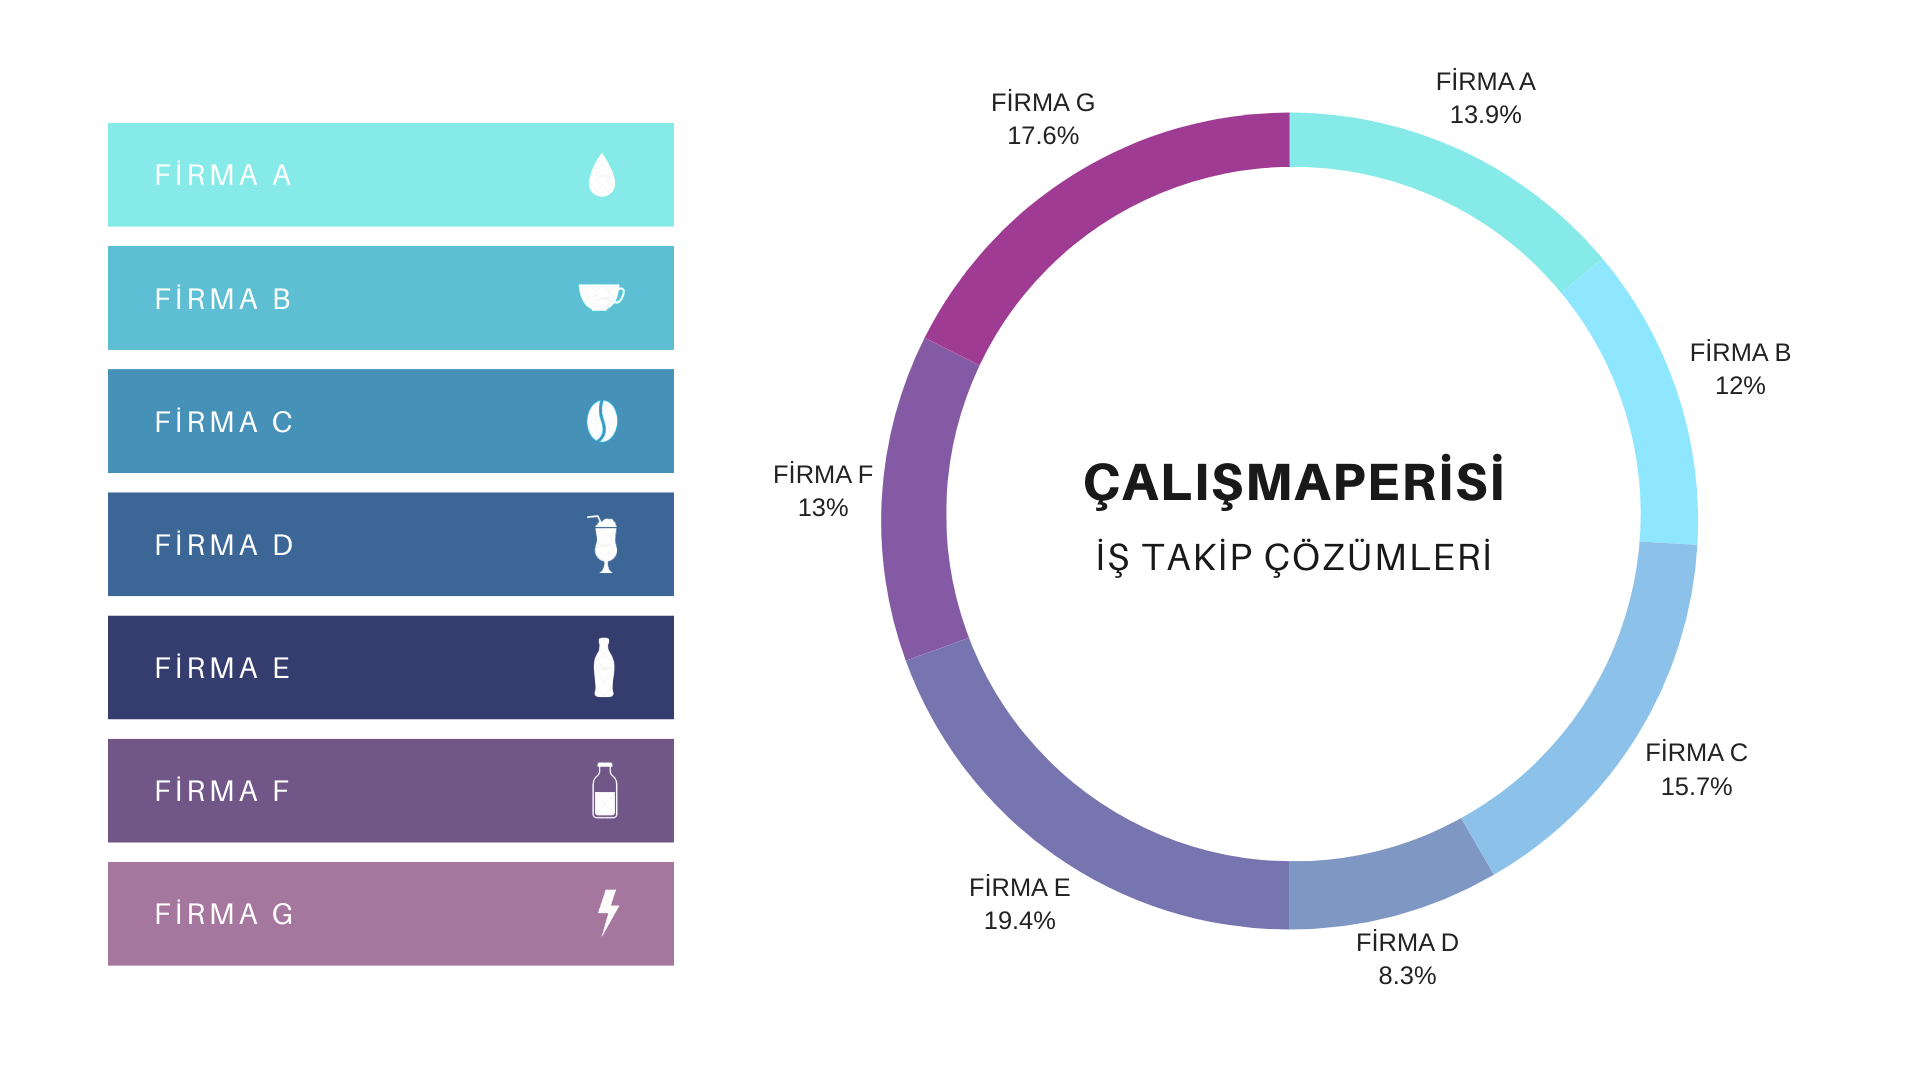 FİRMA A
FİRMA B
FİRMA C
FİRMA D
FİRMA E
FİRMA F
FİRMA G
FİRMA A
13.9%
FİRMA B
12%
FİRMA C
15.7%
FİRMA D
8.3%
FİRMA E
19.4%
FİRMA F
13%
FİRMA G
17.6%
ÇALIŞMAPERİSİ
İŞ TAKİP ÇÖZÜMLERİ